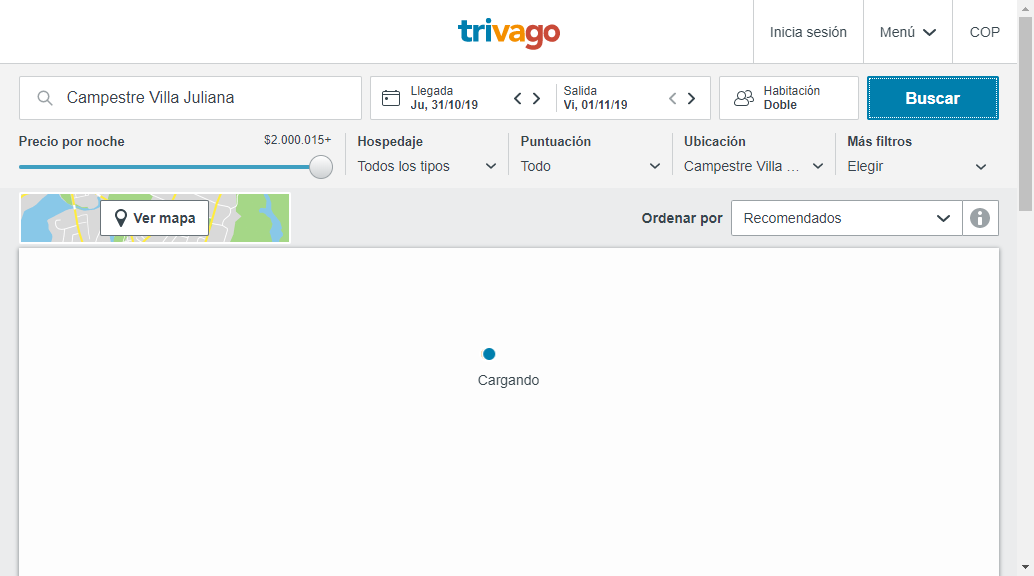 trivago
Inicia sesión
Menú
COP
Campestre Villa Juliana
Llegada
Ju, 31/10/19
Salida
Vi, 01/11/19
Habitación
Doble
Buscar
Precio por noche
$2.000.015+
Hospedaje
Todos los tipos
Puntuación
Todo
Ubicación
Campestre Villa ...
Más filtros
Elegir
Ver mapa
Ordenar por
Recomendados
Cargando